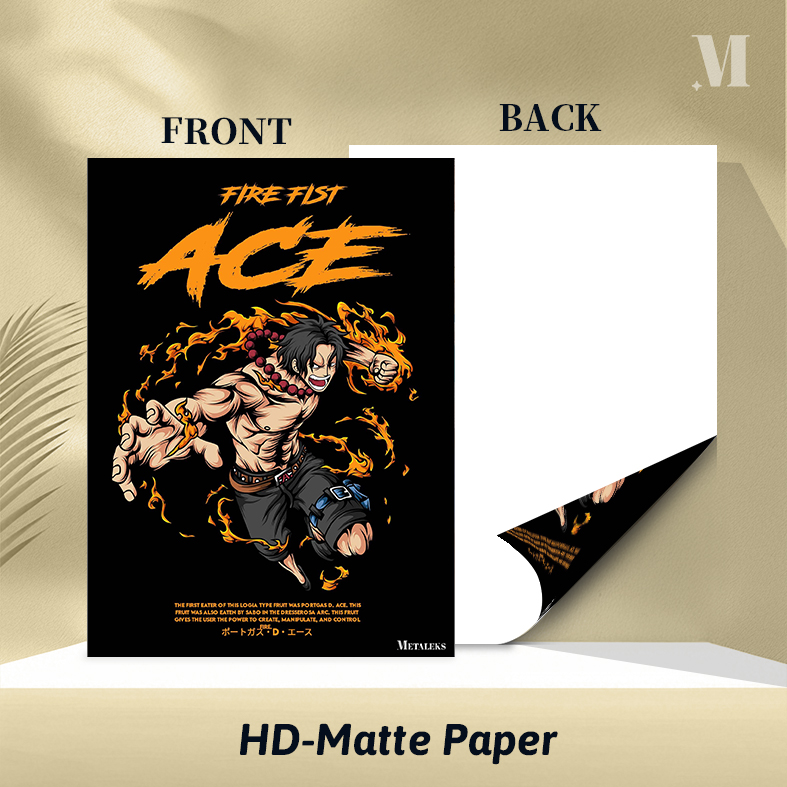 M
FRONT
BACK
FIRE FIST
ACE
THE FIRST EATER OF THIS LOGIA TYPE FRUIT WAS PORTGAS D. ACE. THIS
FRUIT WAS ALSO EATEN BY SABO IN THE DRESSEROSA ARC. THIS FRUIT
GIVES THE USER THE POWER TO CREATE, MANIPULATE, AND CONTROL
FIRE.
ポートガス・D・エース
METALEKS
HD-Matte Paper